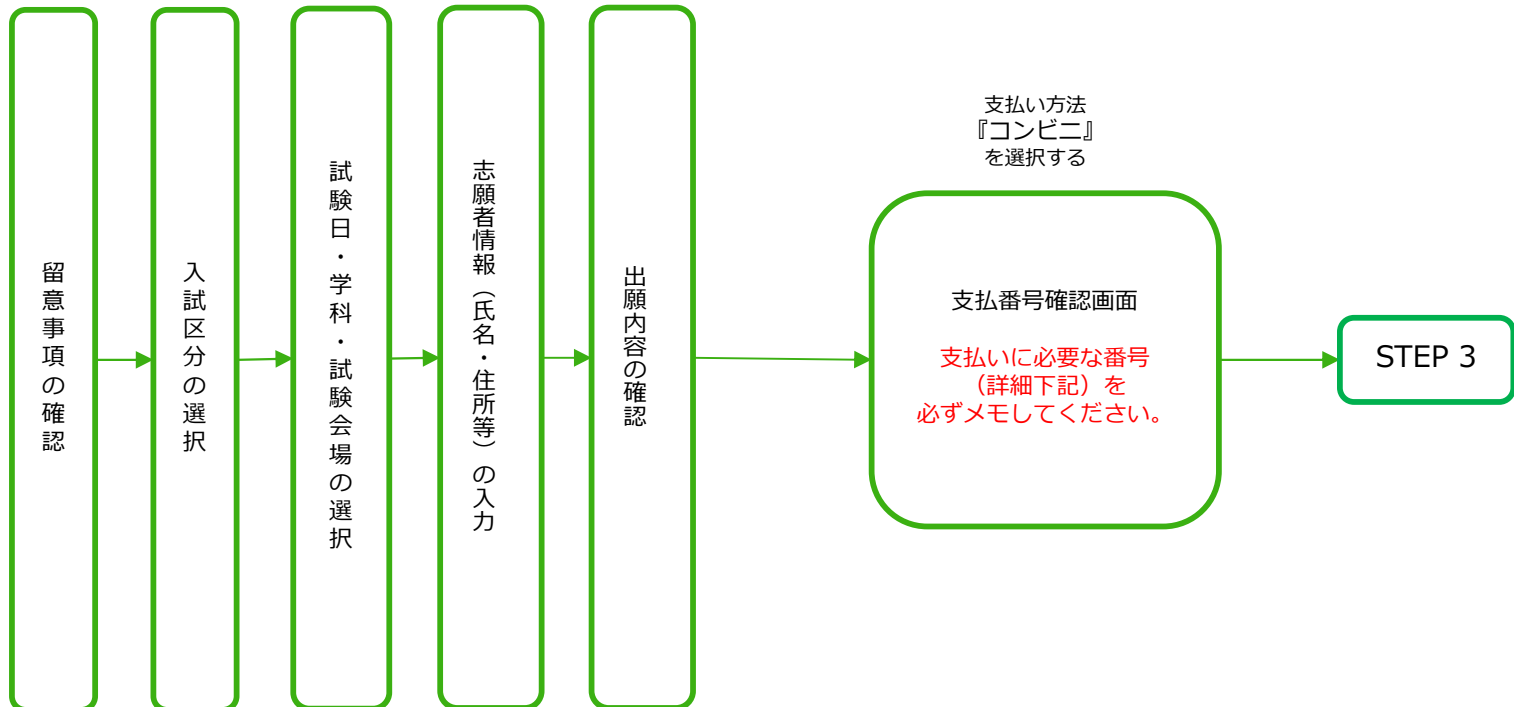 留意事項の確認
入試区分の選択
試験日・学科・試験会場の選択
志願者情報（氏名・住所等）の入力
出願内容の確認
支払い方法
『コンビニ』
を選択する
支払番号確認画面
支払いに必要な番号
（詳細下記）を
必ずメモしてください。
STEP 3